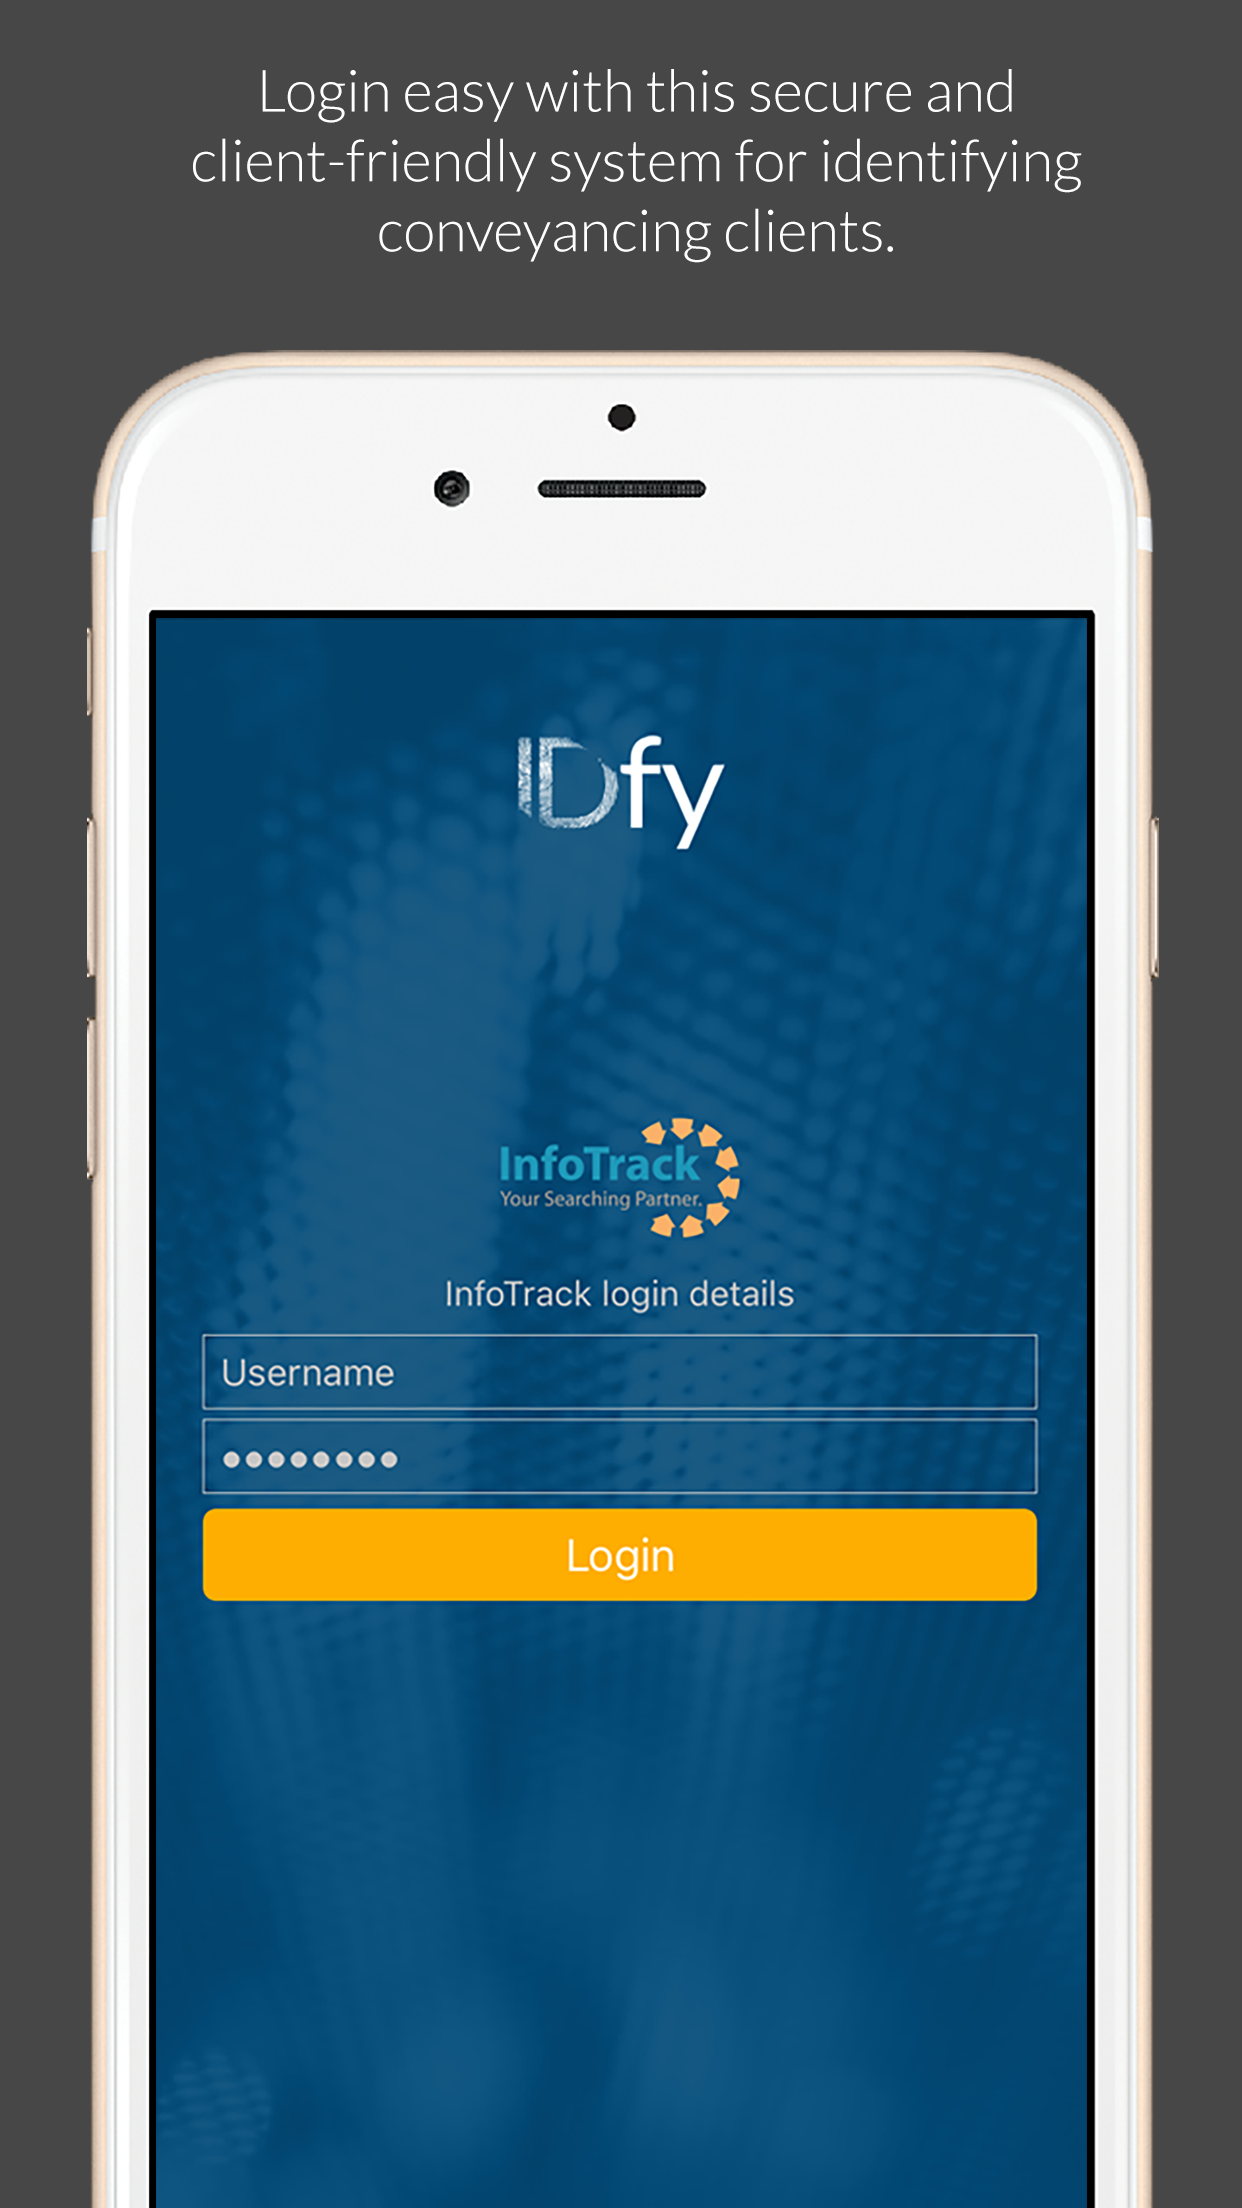 Login easy with this secure and
client-friendly system for identifying
conveyancing clients.
IDfy
InfoTrack
Your Searching Partner.
InfoTrack login details
Username
●●●●●●●●
Login